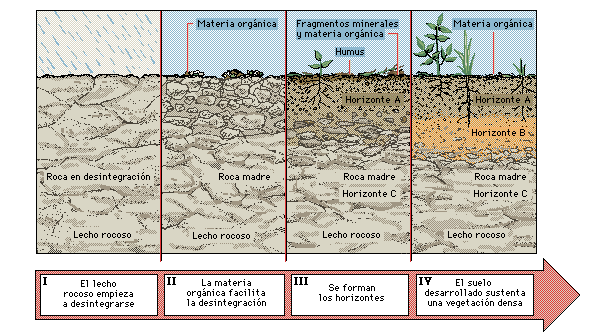 Materia orgánica
Fragmentos minerales
y materia orgánica
Humus
Materia orgánica
Horizonte A
Horizonte A
Horizonte B
Roca en desintegración
Roca madre
Roca madre
Roca madre
Horizonte C
Horizonte C
Lecho rocoso
Lecho rocoso
Lecho rocoso
Lecho rocoso
I
El lecho
rocoso empieza
a desintegrarse
II
La materia
orgánica facilita
la desintegración
III
Se forman
los horizontes
IV
El suelo
desarrollado sustenta
una vegetación densa